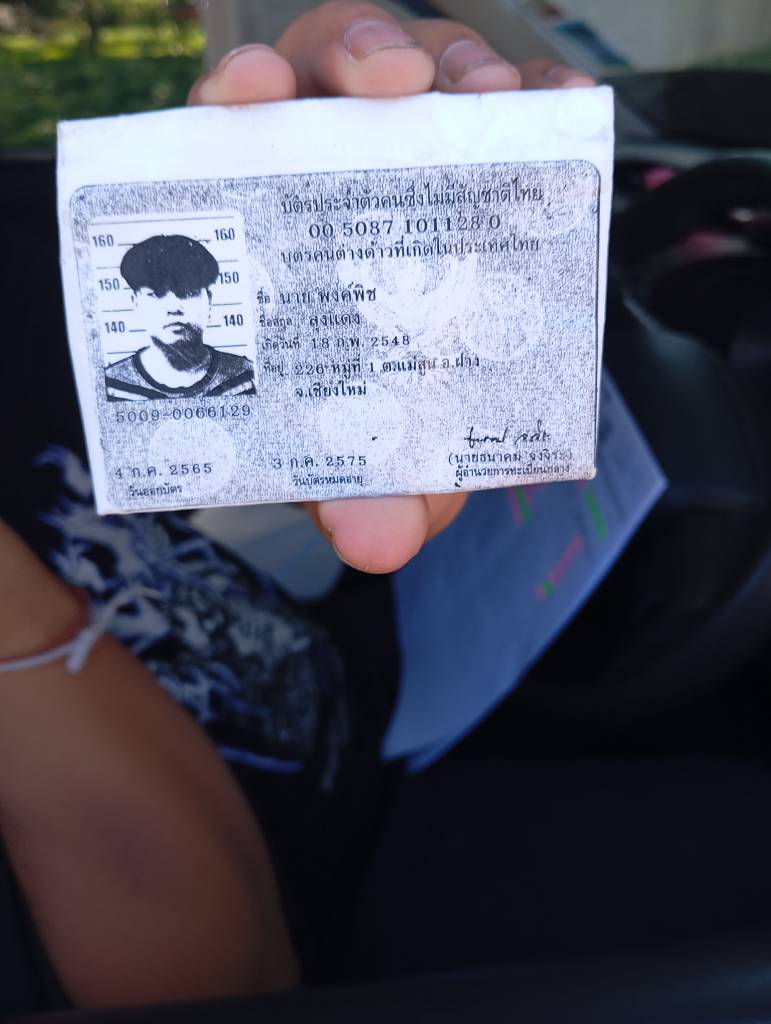 บัตรประจำตัวคนซึ่งไม่มีสัญชาติไทย
00 5087 101128 0
บุตรคนต่างด้าวที่เกิดในประเทศไทย
160 160
150 150
140 140
ชื่อ นาย พงค์พิช
ชื่อสกุล ลุงแดง
เกิดวันที่ 18 ก.พ. 2548
ที่อยู่ 226 หมู่ที่ 1 ต.แม่สูน อ.ฝาง
จ.เชียงใหม่
5009-0066129
4 ก.ค. 2565
วันออกบัตร
3 ก.ค. 2575
วันบัตรหมดอายุ
(นายธนาคม จงจิระ)
ผู้อำนวยการทะเบียนกลาง